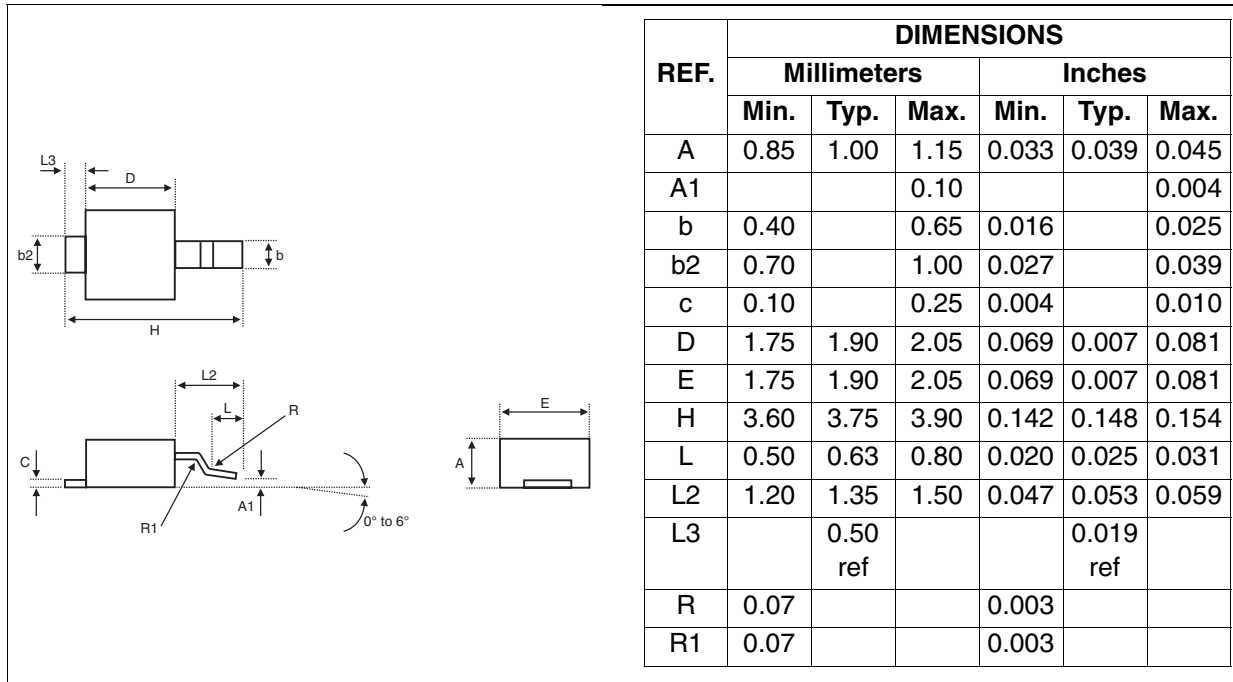 L3
D
b2
b
H
L2
L
R
C
A1
R1
0° to 6°
E
A
DIMENSIONS
REF. Millimeters Inches
Min. Typ. Max. Min. Typ. Max.
A 0.85 1.00 1.15 0.033 0.039 0.045
A1 0.10 0.004
b 0.40 0.65 0.016 0.025
b2 0.70 1.00 0.027 0.039
c 0.10 0.25 0.004 0.010
D 1.75 1.90 2.05 0.069 0.007 0.081
E 1.75 1.90 2.05 0.069 0.007 0.081
H 3.60 3.75 3.90 0.142 0.148 0.154
L 0.50 0.63 0.80 0.020 0.025 0.031
L2 1.20 1.35 1.50 0.047 0.053 0.059
L3 0.50 0.019
ref ref
R 0.07 0.003
R1 0.07 0.003